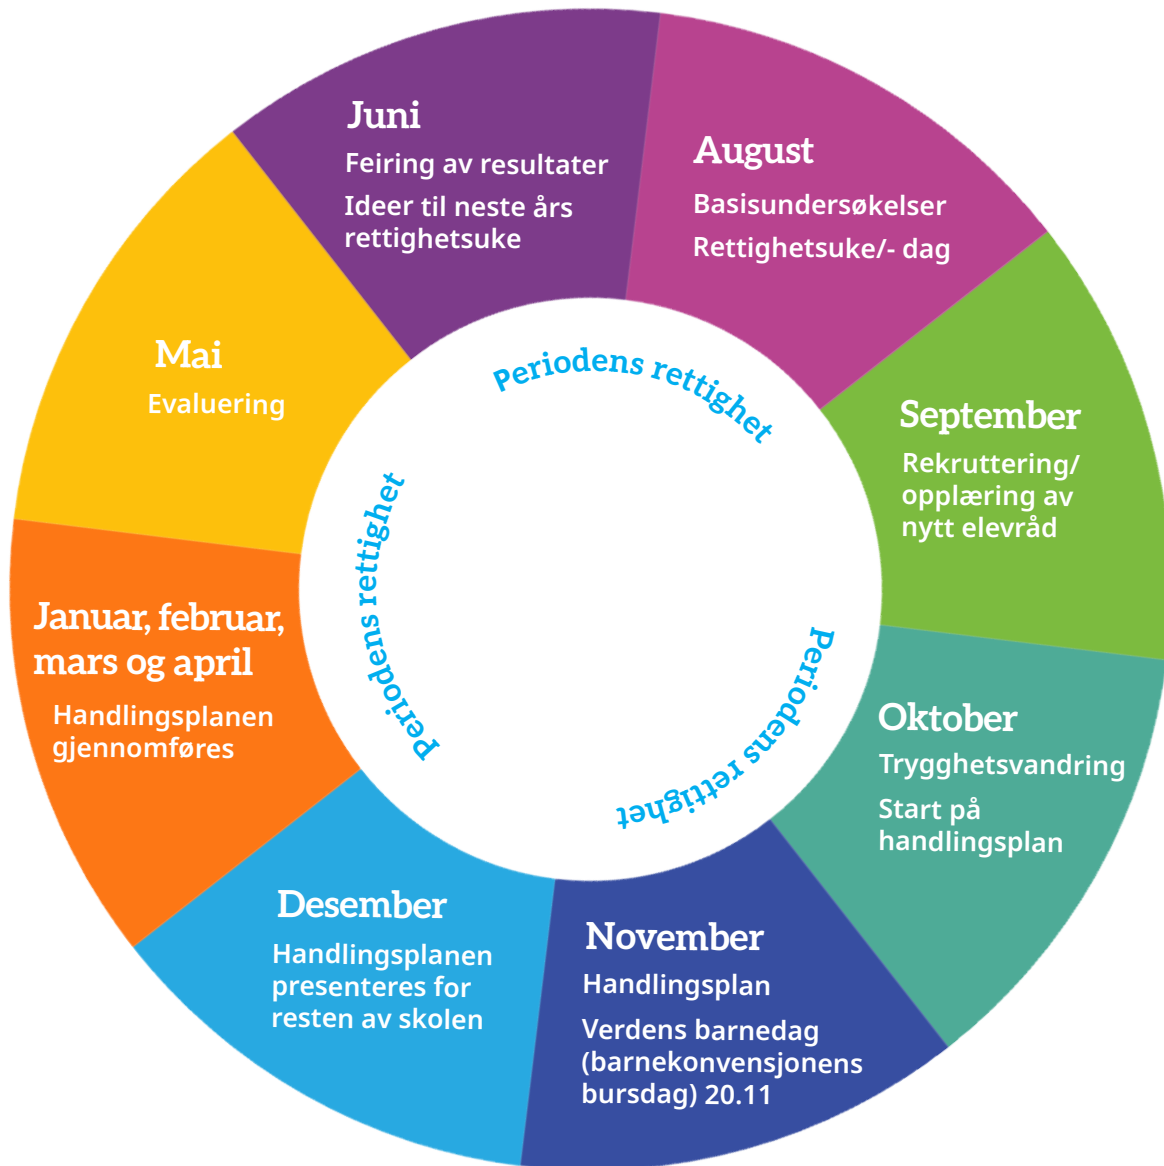 Juni
Feiring av resultater
Ideer til neste års
rettighetsuke
August
Basisundersøkelser
Rettighetsuke/- dag
September
Rekruttering/
opplæring av
nytt elevråd
Oktober
Trygghetsvandring
Start på
handlingsplan
November
Handlingsplan
Verdens barnedag
(barnekonvensjonens
bursdag) 20.11
Desember
Handlingsplanen
presenteres for
resten av skolen
Januar, februar,
mars og april
Handlingsplanen
gjennomføres
Mai
Evaluering
Periodens rettighet
Periodens rettighet
Periodens rettighet